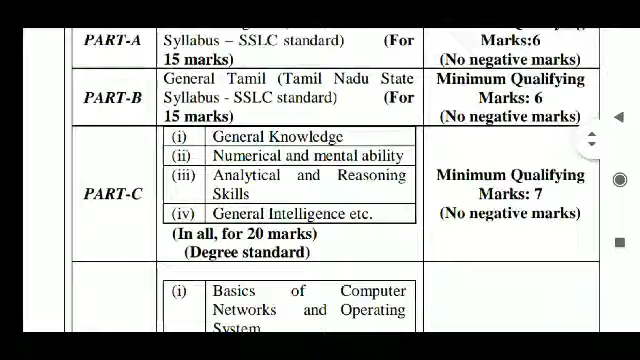 Marks:6
PART-A
Syllabus – SSLC standard) (For
15 marks)
(No negative marks)
PART-B
General Tamil (Tamil Nadu State
Syllabus - SSLC standard) (For
15 marks)
Minimum Qualifying
Marks: 6
(No negative marks)
PART-C
(i) General Knowledge
(ii) Numerical and mental ability
(iii) Analytical and Reasoning
Skills
(iv) General Intelligence etc.
(In all, for 20 marks)
(Degree standard)
Minimum Qualifying
Marks: 7
(No negative marks)
(i) Basics of Computer
Networks and Operating
System